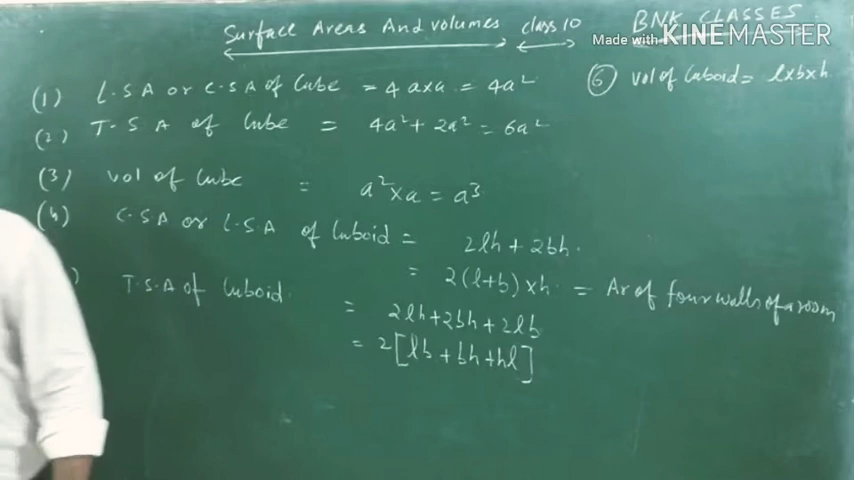 Surface Areas And volumes class 10
BNK CLASSES
Made with KINEMASTER
(1) L.S A or C.S A of Cube = 4 axa = 4a²
(2) T.S A of Cube = 4a² + 2a² = 6a²
(3) vol of Cube = a² x a = a³
(4) C.S A or L.S.A of Cuboid = 2lh + 2bh.
= 2(l+b) x h. = Ar of four walls of a room
) T.S.A of Cuboid = 2lh + 2bh + 2lb
= 2[lb + bh + hl]
(6) vol of Cuboid = l x b x h